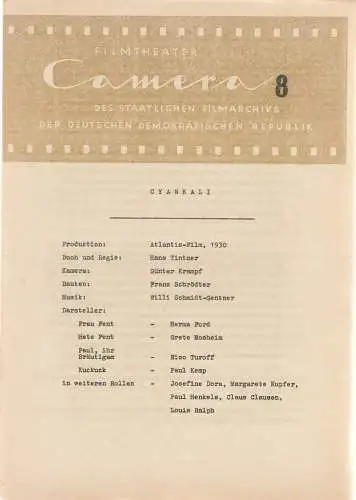 FILMTHEATER
Camera 8
DES STAATLICHEN FILMARCHIVS
DER DEUTSCHEN DEMOKRATISCHEN REPUBLIK
CYANKALI
Production: Atlantis-Film, 1930
Buch und Regie: Hans Tintner
Kamera: Günter Krampf
Bauten: Franz Schrödter
Musik: Willi Schmidt-Gentner
Darsteller:
Frau Fent - Herma Ford
Hete Fent - Grete Mosheim
Paul, ihr
Bräutigam - Nico Turoff
Kuckuck - Paul Kemp
in weiteren Rollen - Josefine Dora, Margarete Kupfer,
Paul Henkels, Claus Clausen,
Louis Ralph